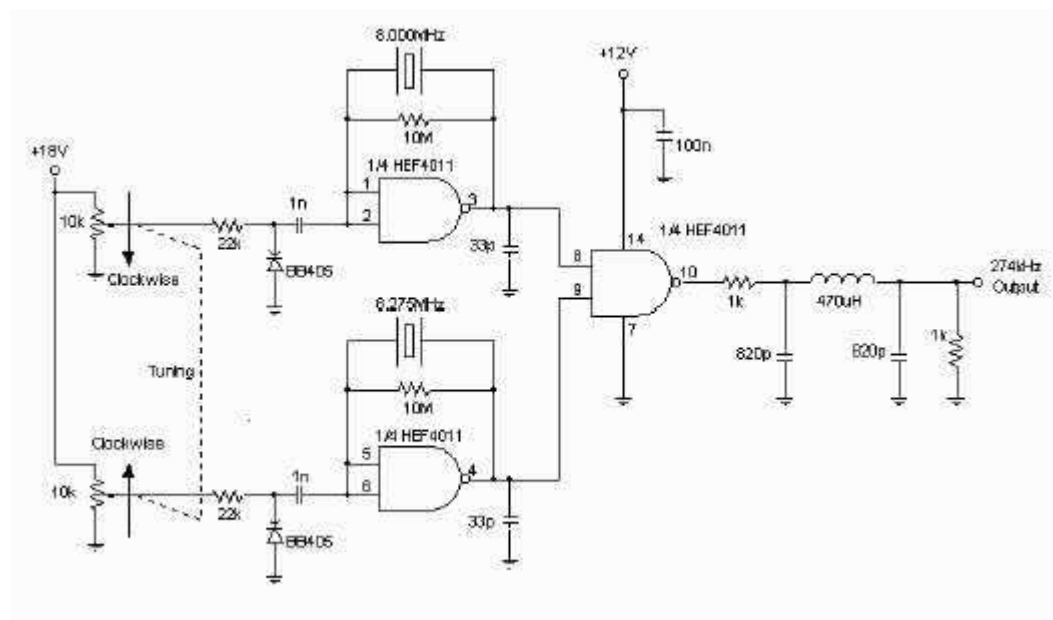 8.000MHz
10M
+18V
1/4 HEF4011
1
2
3
1n
10k
22k
BB405
33p
Clockwise
+12V
100n
14
1/4 HEF4011
8
9
10
7
1k
470uH
274kHz
Output
820p
820p
1k
8.275MHz
10M
Tuning
1/4 HEF4011
Clockwise
5
6
4
1n
10k
22k
BB405
33p